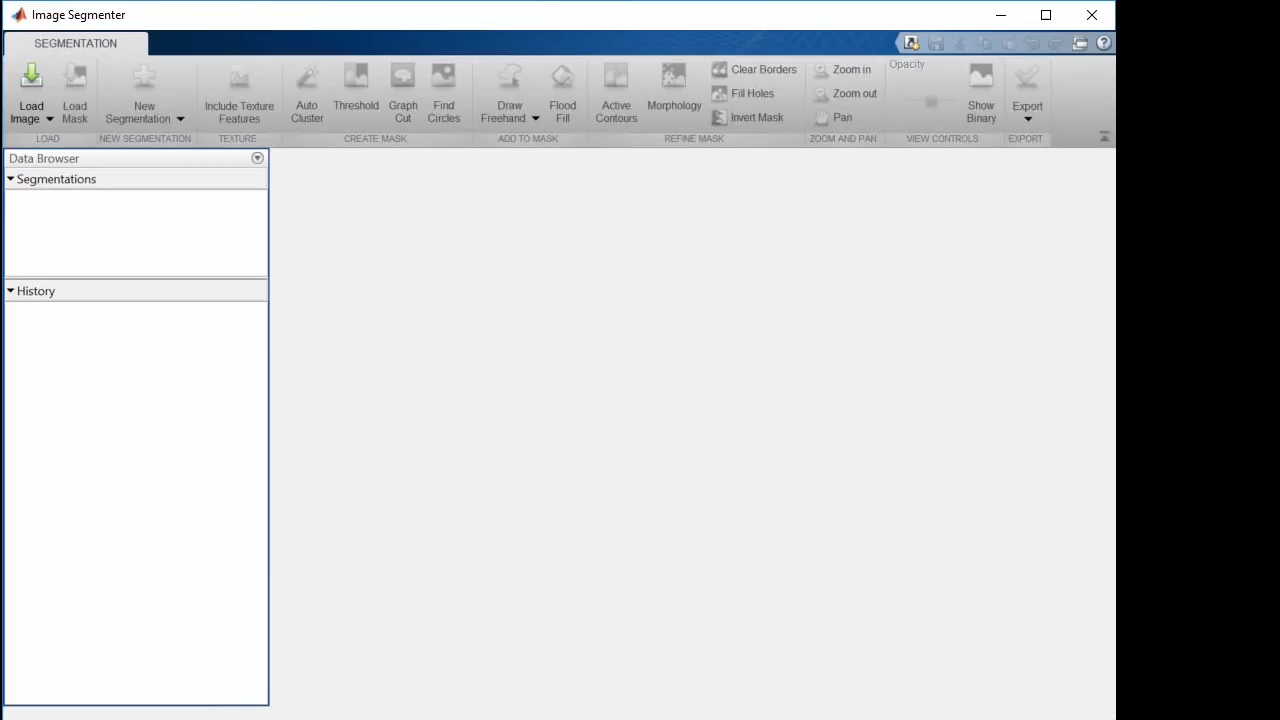 Image Segmenter
SEGMENTATION
Load Image
Load Mask
New Segmentation
Include Texture Features
Auto Cluster
Threshold
Graph Cut
Find Circles
Draw Freehand
Flood Fill
Active Contours
Morphology
Clear Borders
Fill Holes
Invert Mask
Zoom in
Zoom out
Pan
Opacity
Show Binary
Export
LOAD
NEW SEGMENTATION
TEXTURE
CREATE MASK
ADD TO MASK
REFINE MASK
ZOOM AND PAN
VIEW CONTROLS
EXPORT
Data Browser
Segmentations
History